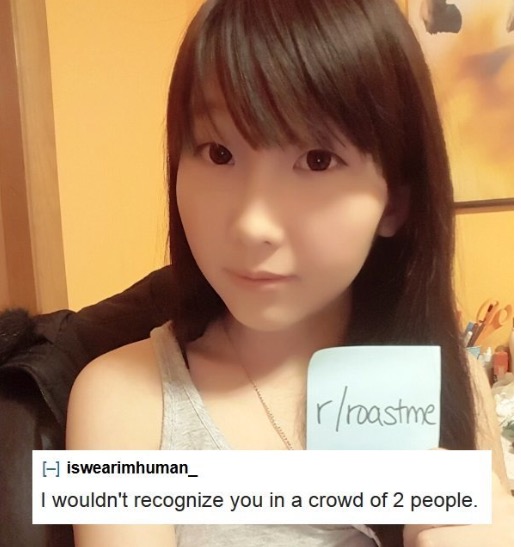 r/roastme
[–] iswearimhuman_
I wouldn't recognize you in a crowd of 2 people.